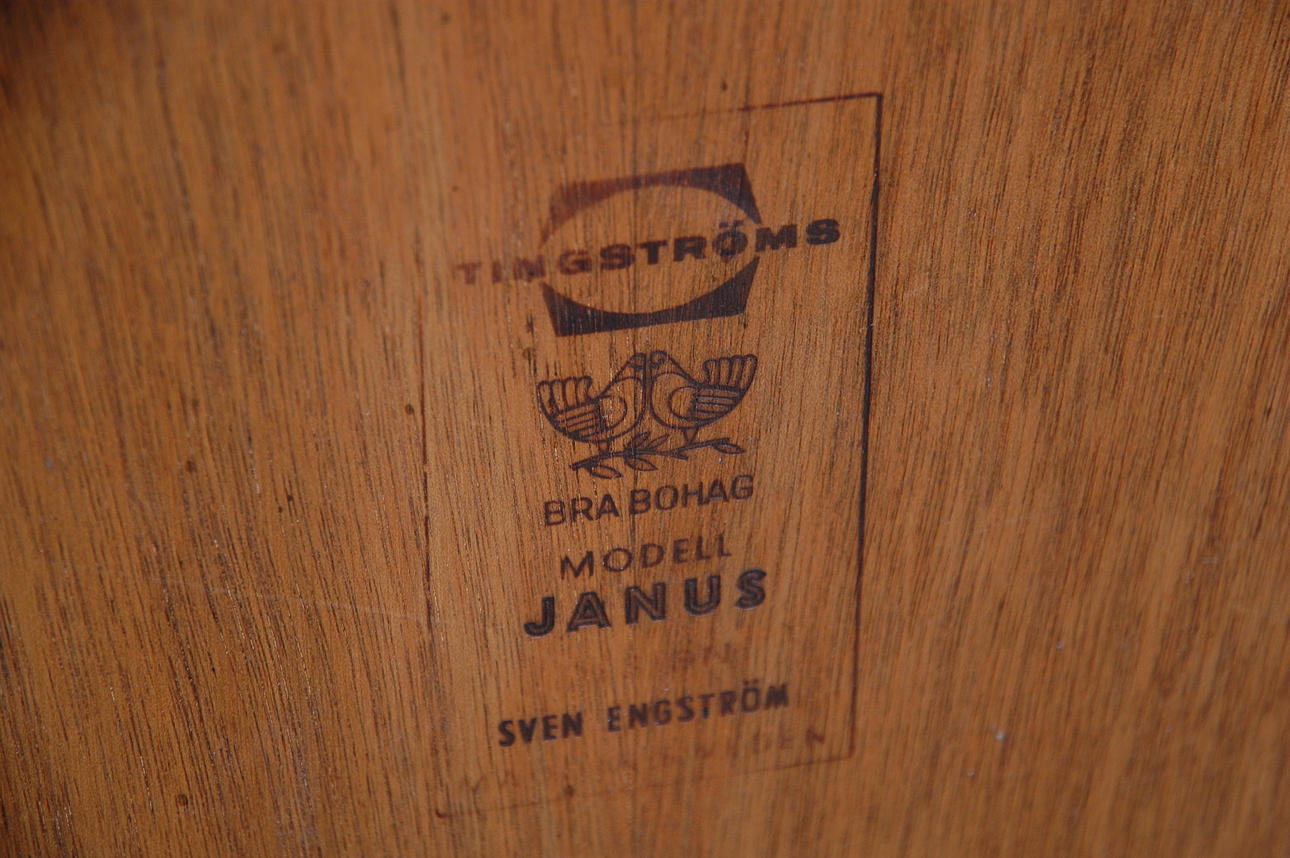 TINGSTRÖMS
BRA BOHAG
MODELL
JANUS
SVEN ENGSTRÖM